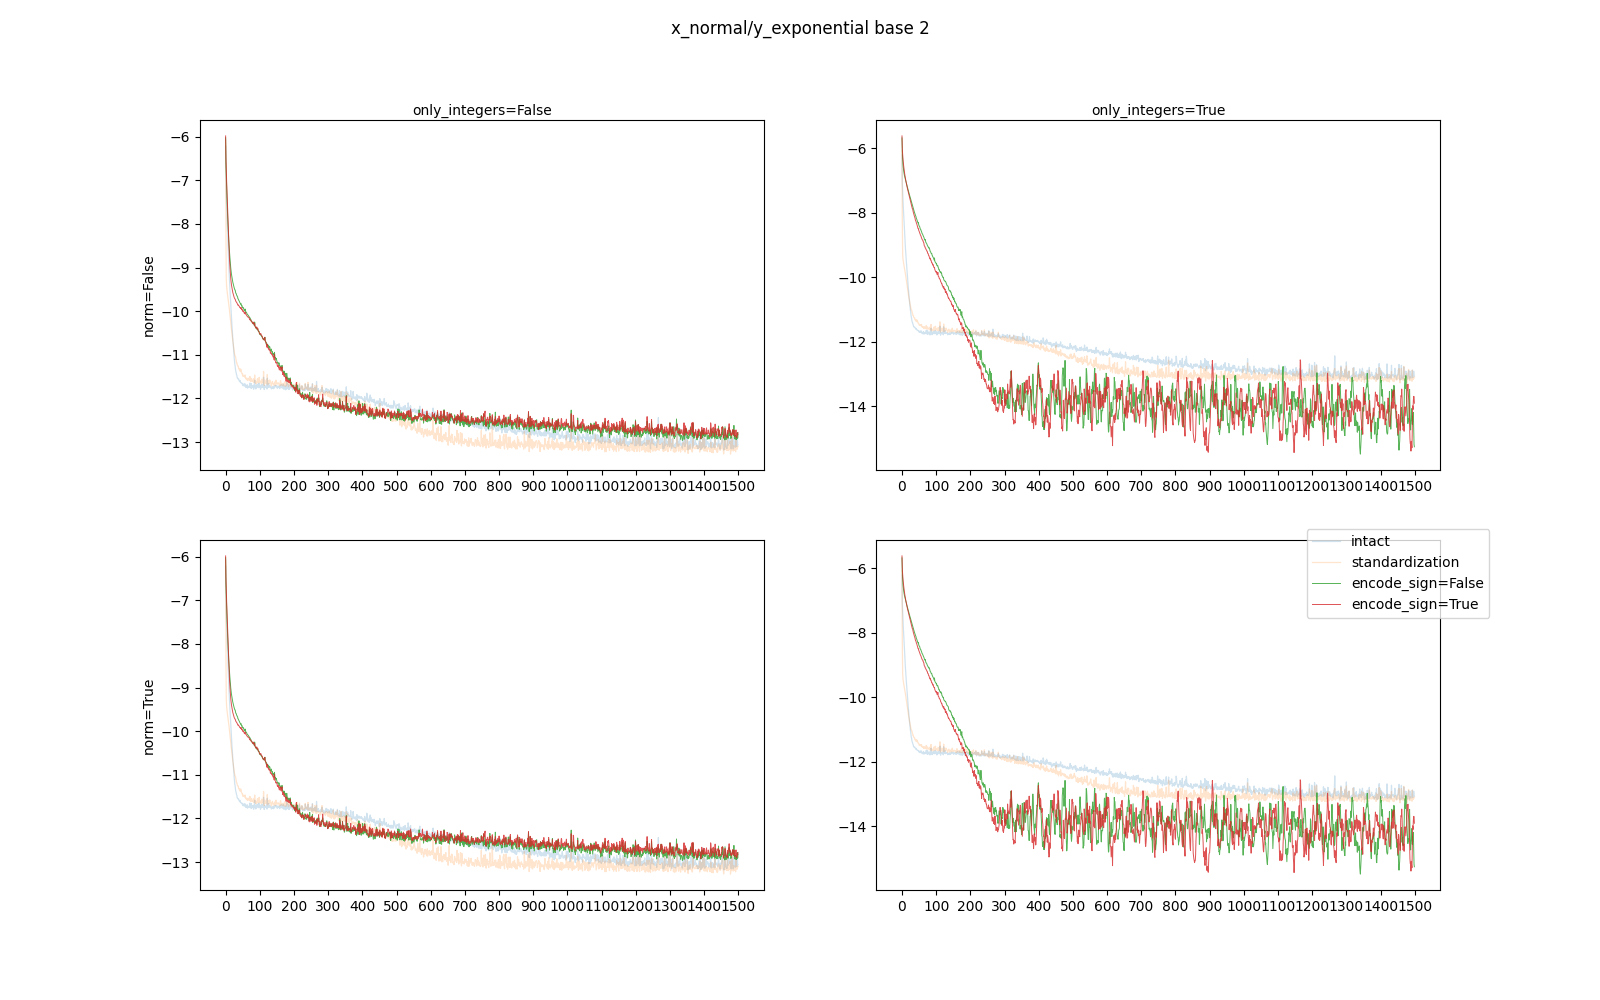 x_normal/y_exponential base 2
only_integers=False
only_integers=True
norm=False
−6
−7
−8
−9
−10
−11
−12
−13
0 100 200 300 400 500 600 700 800 900 1000 1100 1200 1300 1400 1500
−6
−8
−10
−12
−14
0 100 200 300 400 500 600 700 800 900 1000 1100 1200 1300 1400 1500
norm=True
−6
−7
−8
−9
−10
−11
−12
−13
0 100 200 300 400 500 600 700 800 900 1000 1100 1200 1300 1400 1500
−6
−8
−10
−12
−14
0 100 200 300 400 500 600 700 800 900 1000 1100 1200 1300 1400 1500
intact
standardization
encode_sign=False
encode_sign=True